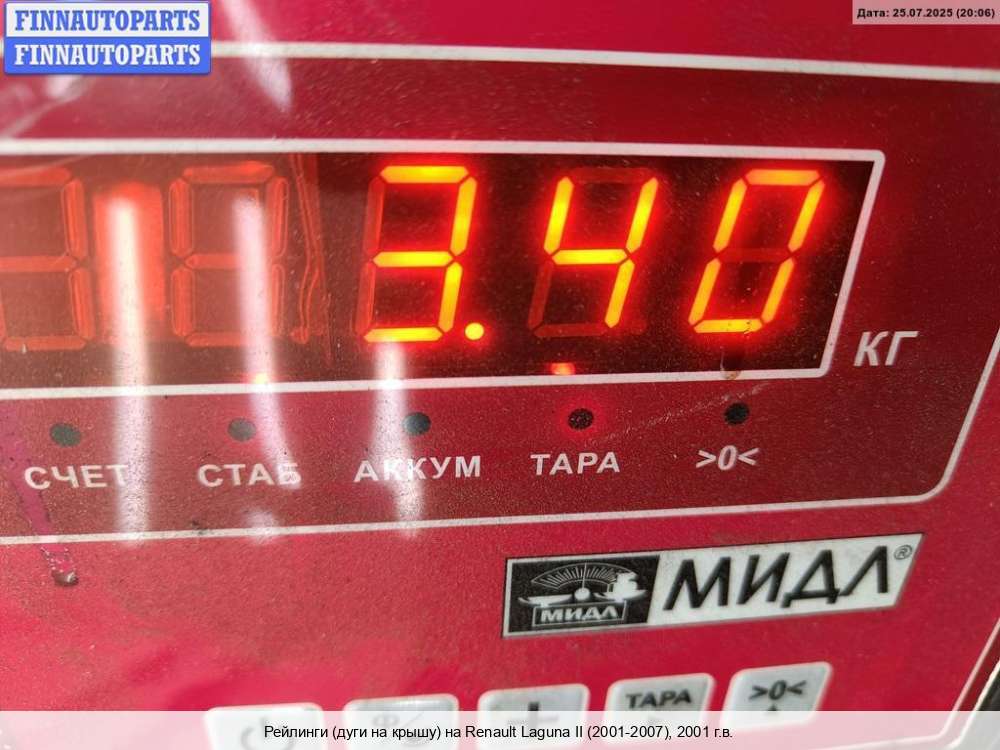 FINNAUTOPARTS
FINNAUTOPARTS
Дата: 25.07.2025 (20:06)
3.40
КГ
СЧЕТ СТАБ АККУМ ТАРА >0<
МИДЛ МИДЛ®
+ ТАРА >0<
Рейлинги (дуги на крышу) на Renault Laguna II (2001-2007), 2001 г.в.